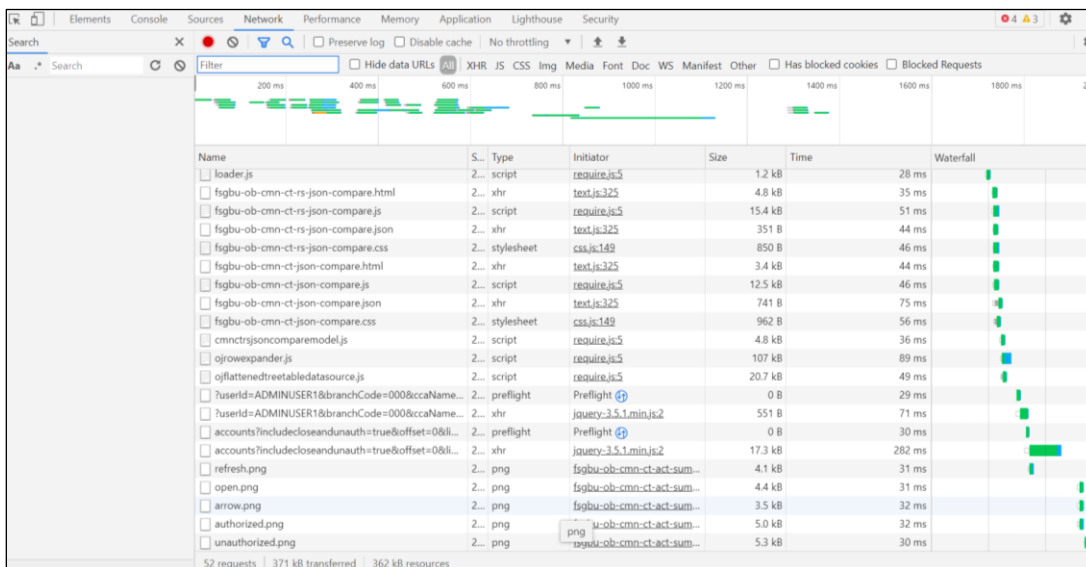 Elements Console Sources Network Performance Memory Application Lighthouse Security 4 3
Search × Preserve log Disable cache No throttling
Aa .* Search Filter Hide data URLs All XHR JS CSS Img Media Font Doc WS Manifest Other Has blocked cookies Blocked Requests
200 ms 400 ms 600 ms 800 ms 1000 ms 1200 ms 1400 ms 1600 ms 1800 ms
Name S... Type Initiator Size Time Waterfall
loader.js 2... script require.js:5 1.2 kB 28 ms
fsgbu-ob-cmn-ct-rs-json-compare.html 2... xhr text.js:325 4.8 kB 35 ms
fsgbu-ob-cmn-ct-rs-json-compare.js 2... script require.js:5 15.4 kB 51 ms
fsgbu-ob-cmn-ct-rs-json-compare.json 2... xhr text.js:325 351 B 44 ms
fsgbu-ob-cmn-ct-rs-json-compare.css 2... stylesheet css.js:149 850 B 46 ms
fsgbu-ob-cmn-ct-json-compare.html 2... xhr text.js:325 3.4 kB 44 ms
fsgbu-ob-cmn-ct-json-compare.js 2... script require.js:5 12.5 kB 46 ms
fsgbu-ob-cmn-ct-json-compare.json 2... xhr text.js:325 741 B 75 ms
fsgbu-ob-cmn-ct-json-compare.css 2... stylesheet css.js:149 962 B 56 ms
cmnctrsjsoncomparemodel.js 2... script require.js:5 4.8 kB 36 ms
ojrowexpander.js 2... script require.js:5 107 kB 89 ms
ojflattenedtreetabledatasource.js 2... script require.js:5 20.7 kB 49 ms
?userId=ADMINUSER1&branchCode=000&ccaName... 2... preflight Preflight 0 B 29 ms
?userId=ADMINUSER1&branchCode=000&ccaName... 2... xhr jquery-3.5.1.min.js:2 551 B 71 ms
accounts?includecloseandunauth=true&offset=0&li... 2... preflight Preflight 0 B 30 ms
accounts?includecloseandunauth=true&offset=0&li... 2... xhr jquery-3.5.1.min.js:2 17.3 kB 282 ms
refresh.png 2... png fsgbu-ob-cmn-ct-act-sum... 4.1 kB 31 ms
open.png 2... png fsgbu-ob-cmn-ct-act-sum... 4.4 kB 31 ms
arrow.png 2... png fsgbu-ob-cmn-ct-act-sum... 3.5 kB 32 ms
authorized.png 2... png u-ob-cmn-ct-act-sum... 5.0 kB 32 ms
png
unauthorized.png 2... png fsgbu-ob-cmn-ct-act-sum... 5.3 kB 30 ms
52 requests 371 kB transferred 362 kB resources